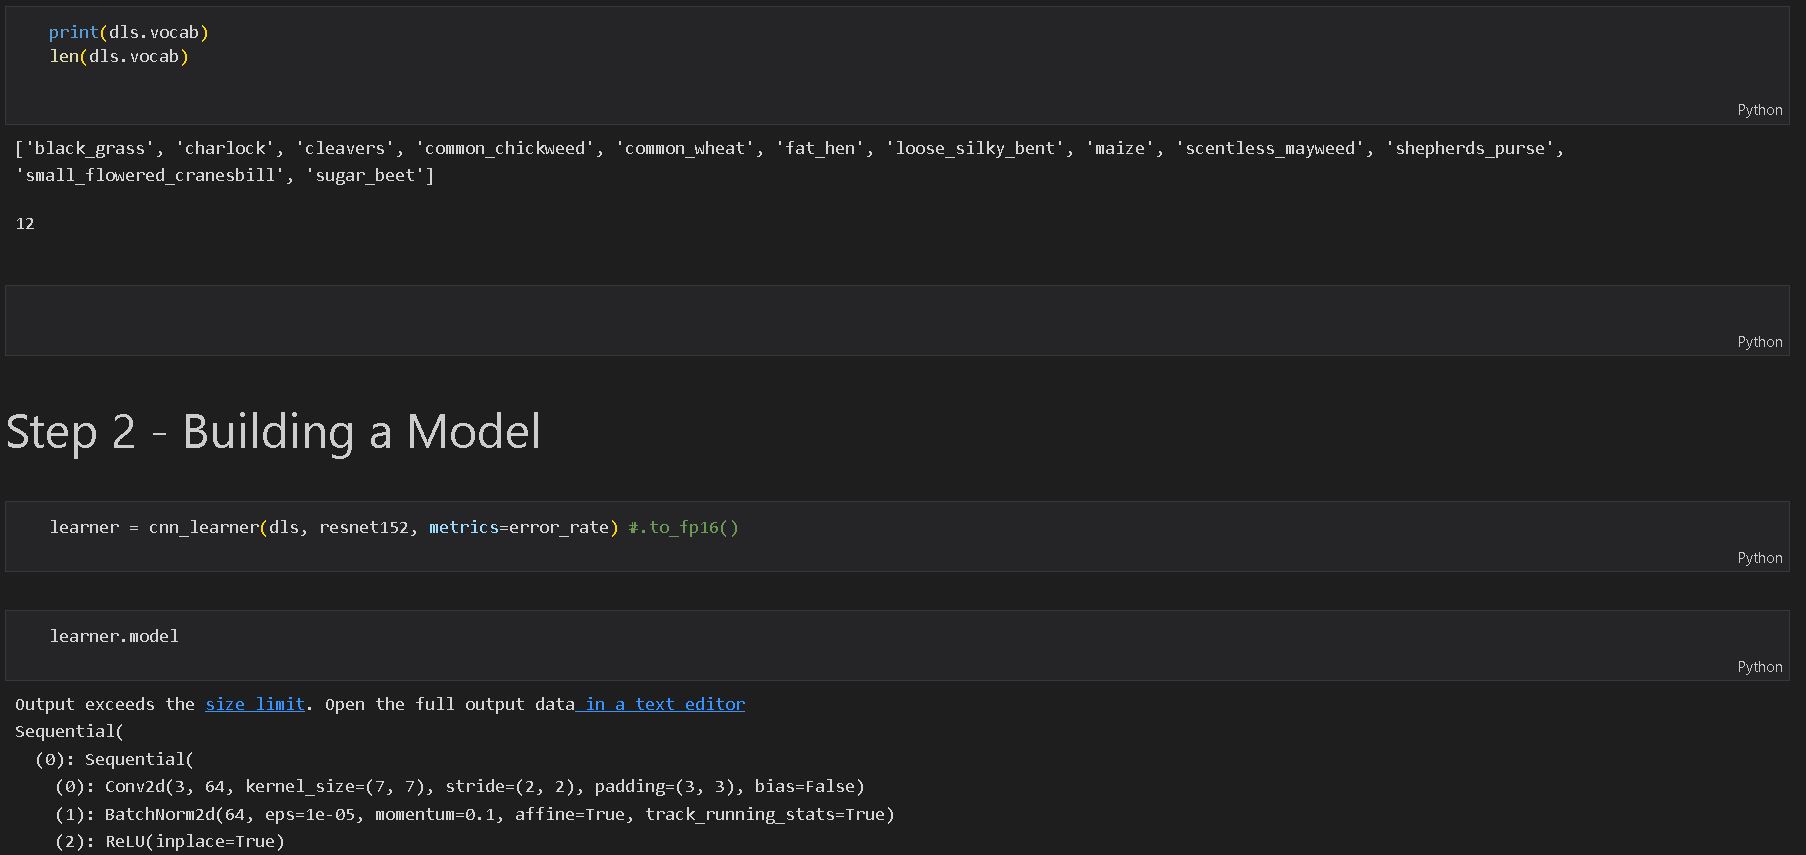 print(dls.vocab)
len(dls.vocab)
Python
['black_grass', 'charlock', 'cleavers', 'common_chickweed', 'common_wheat', 'fat_hen', 'loose_silky_bent', 'maize', 'scentless_mayweed', 'shepherds_purse',
'small_flowered_cranesbill', 'sugar_beet']
12
Python
Step 2 - Building a Model
learner = cnn_learner(dls, resnet152, metrics=error_rate) #.to_fp16()
Python
learner.model
Python
Output exceeds the size limit. Open the full output data in a text editor
Sequential(
  (0): Sequential(
    (0): Conv2d(3, 64, kernel_size=(7, 7), stride=(2, 2), padding=(3, 3), bias=False)
    (1): BatchNorm2d(64, eps=1e-05, momentum=0.1, affine=True, track_running_stats=True)
    (2): ReLU(inplace=True)